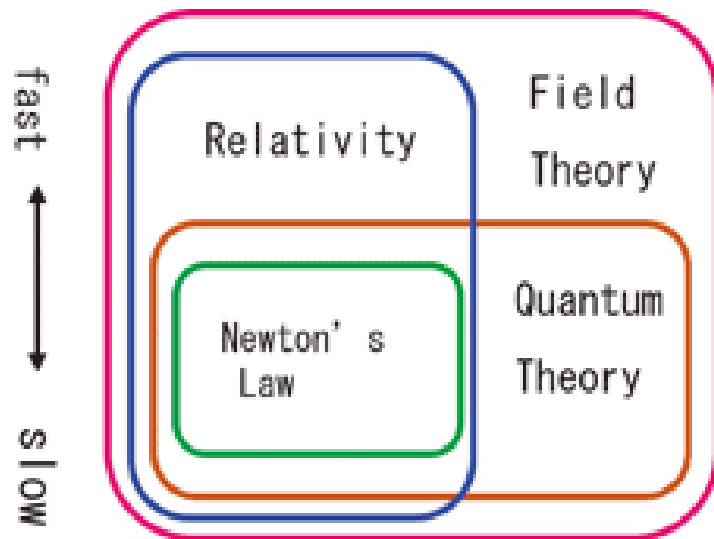 fast
slow
Relativity
Field
Theory
Newton's
Law
Quantum
Theory